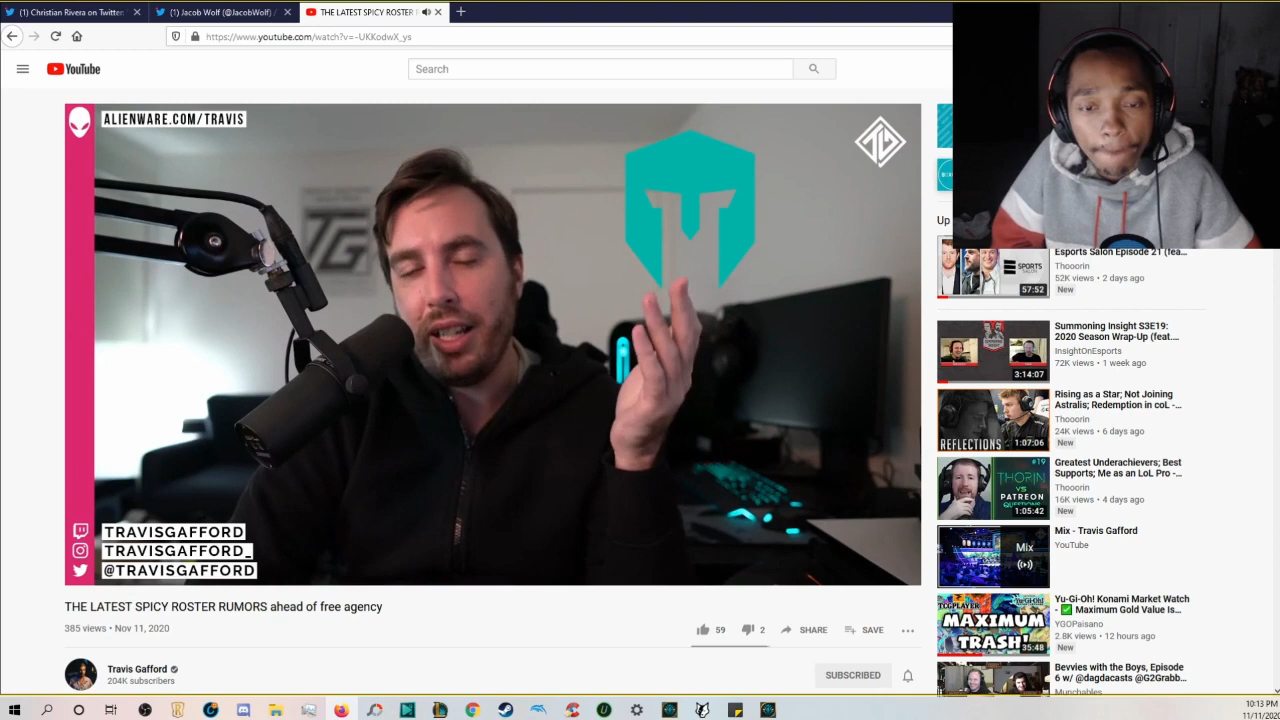 (1) Christian Rivera on Twitter
(1) Jacob Wolf (@JacobWolf) /
THE LATEST SPICY ROSTER R
https://www.youtube.com/watch?v=-UKKodwX_ys
YouTube
Search
ALIENWARE.COM/TRAVIS
TRAVISGAFFORD
TRAVISGAFFORD_
@TRAVISGAFFORD
THE LATEST SPICY ROSTER RUMORS ahead of free agency
385 views • Nov 11, 2020
59
2
SHARE
SAVE
Travis Gafford
204K subscribers
SUBSCRIBED
Up
Esports Salon Episode 21 (fea...
Thooorin
52K views • 2 days ago
New
SPORTS
SALON
57:52
Summoning Insight S3E19:
2020 Season Wrap-Up (feat....
InsightOnEsports
72K views • 1 week ago
3:14:07
Rising as a Star; Not Joining
Astralis; Redemption in coL -...
Thooorin
24K views • 6 days ago
New
REFLECTIONS
1:07:06
Greatest Underachievers; Best
Supports; Me as an LoL Pro -...
Thooorin
16K views • 4 days ago
New
#19
THORIN
VS
PATREON
QUESTIONS
1:05:42
Mix - Travis Gafford
YouTube
Mix
Yu-Gi-Oh! Konami Market Watch
- ✅ Maximum Gold Value Is...
YGOPaisano
2.8K views • 12 hours ago
New
TCGPLAYER
MAXIMUM
TRASH!
35:48
Bevvies with the Boys, Episode
6 w/ @dagdacasts @G2Grabb...
Munchables
10:13 PM
11/11/2020